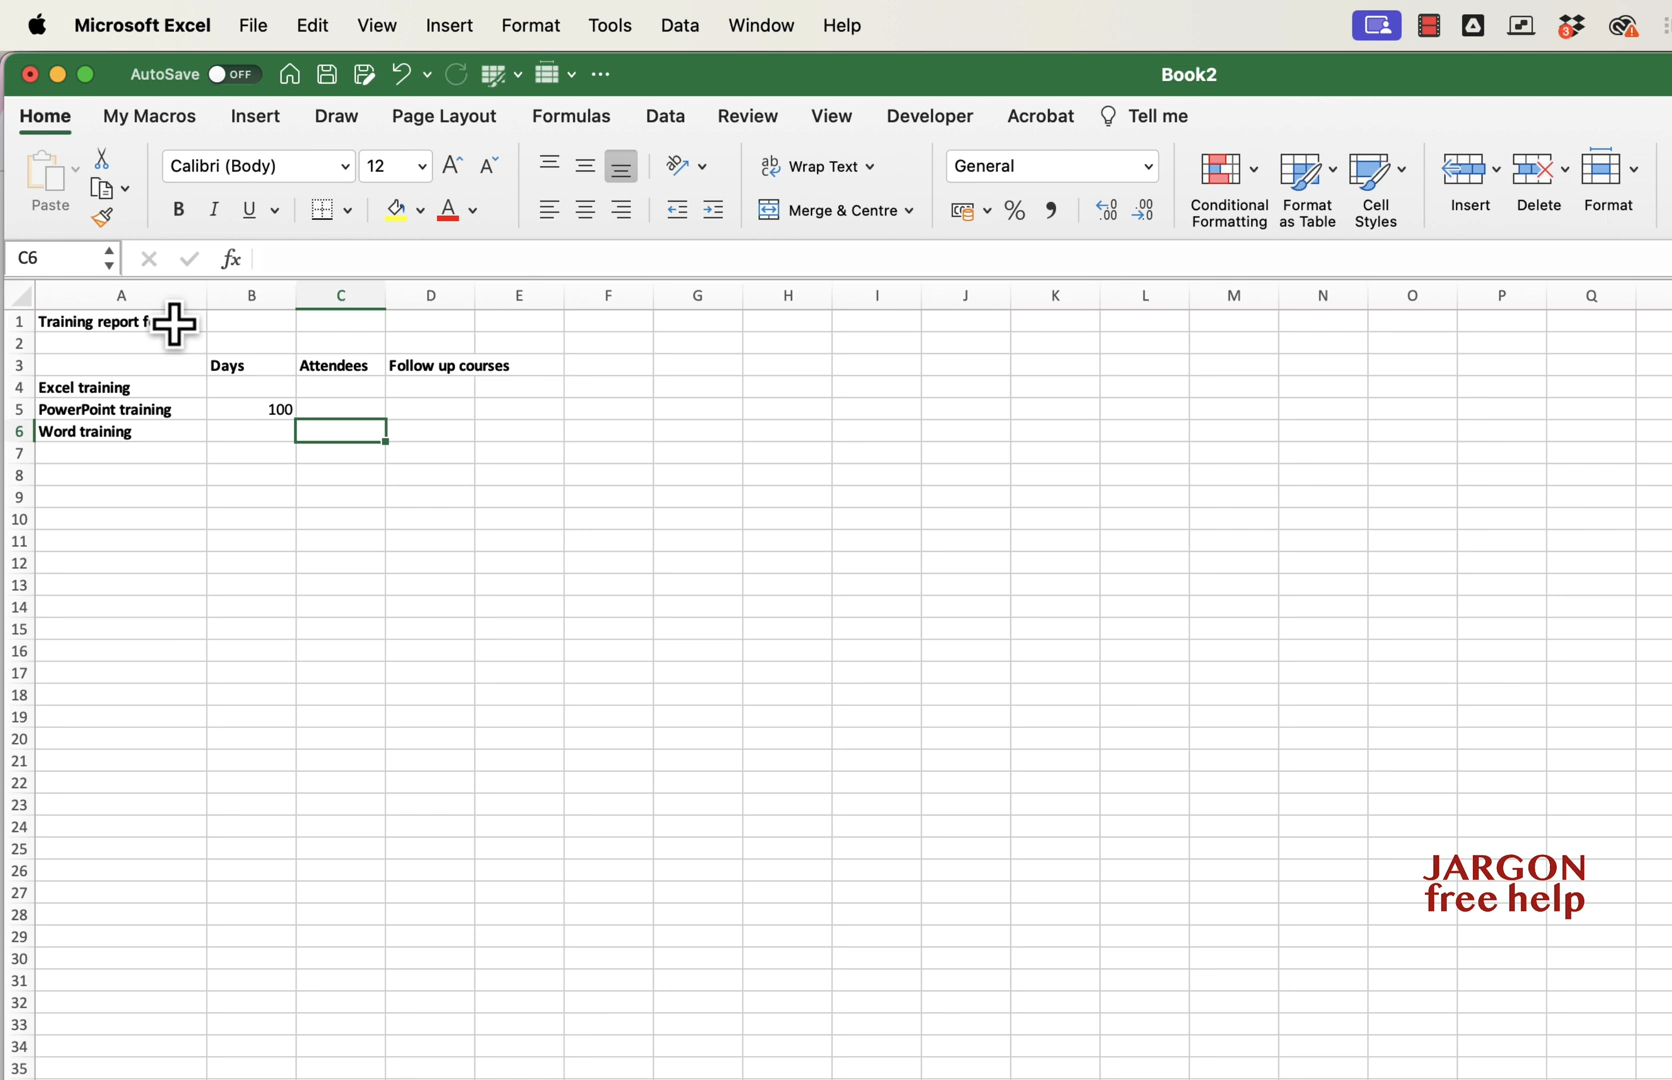 Microsoft Excel File Edit View Insert Format Tools Data Window Help
3
AutoSave OFF Book2
Home My Macros Insert Draw Page Layout Formulas Data Review View Developer Acrobat Tell me
Calibri (Body) 12 A A ab Wrap Text General
Paste B I U A Merge & Centre % 9 .00 .00
Conditional Formatting Format as Table Cell Styles Insert Delete Format
C6 fx
A B C D E F G H I J K L M N O P Q
1 Training report
2
3 Days Attendees Follow up courses
4 Excel training
5 PowerPoint training 100
6 Word training
7
8
9
10
11
12
13
14
15
16
17
18
19
20
21
22
23
24
25
26
27
28
29
30
31
32
33
34
35
JARGON
free help